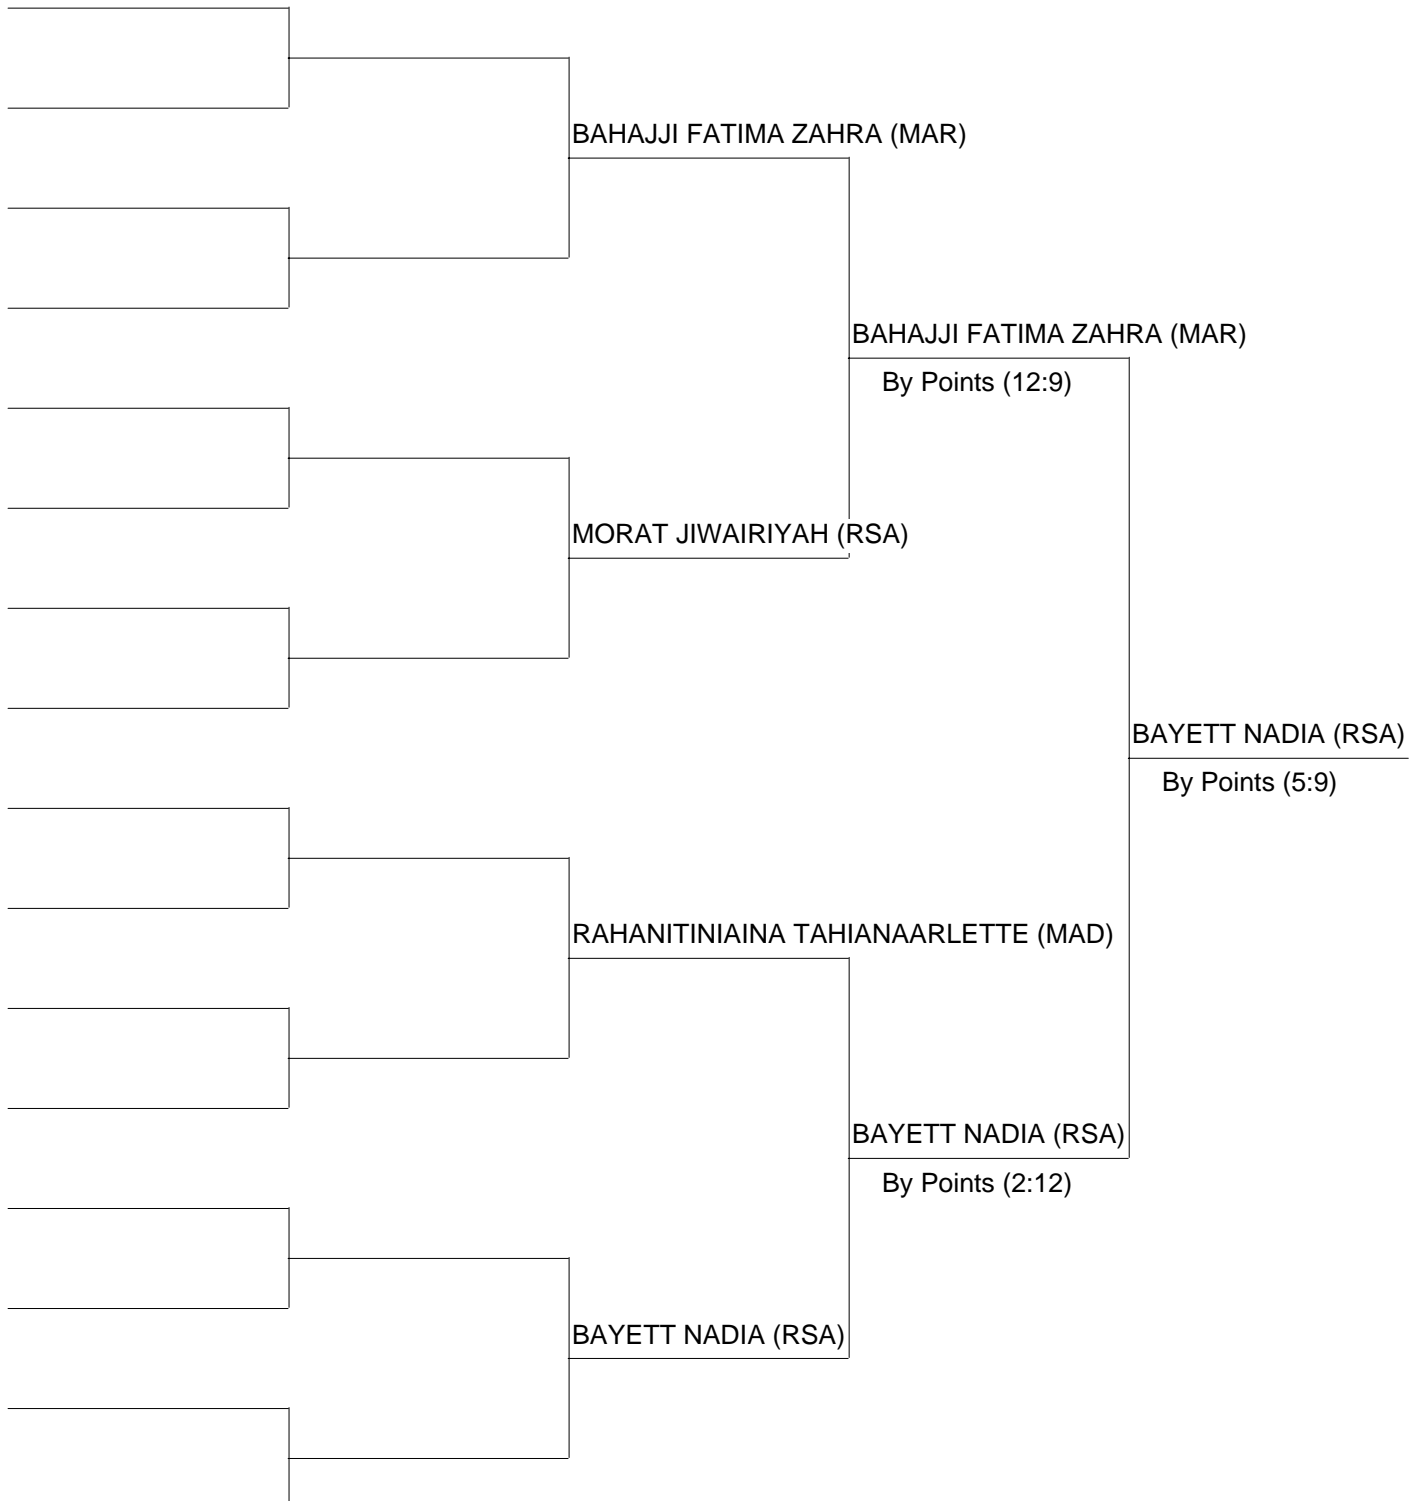 BAHAJJI FATIMA ZAHRA (MAR)
BAHAJJI FATIMA ZAHRA (MAR)
By Points (12:9)
MORAT JIWAIRIYAH (RSA)
BAYETT NADIA (RSA)
By Points (5:9)
RAHANITINIAINA TAHIANAARLETTE (MAD)
BAYETT NADIA (RSA)
By Points (2:12)
BAYETT NADIA (RSA)